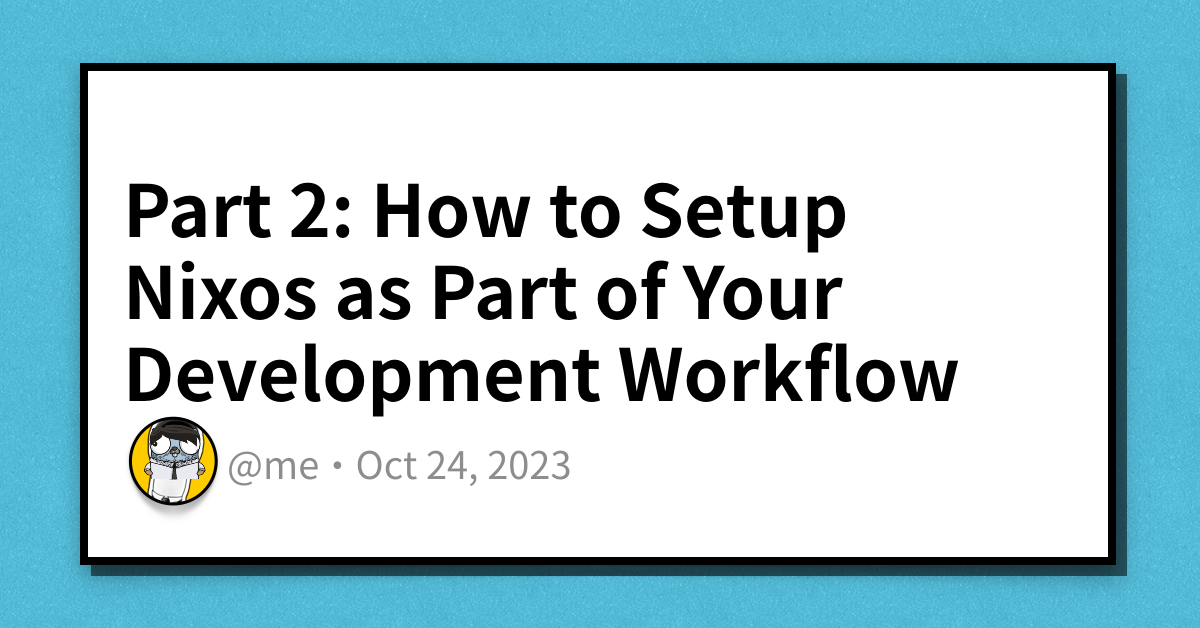 Part 2: How to Setup
Nixos as Part of Your
Development Workflow
@me • Oct 24, 2023